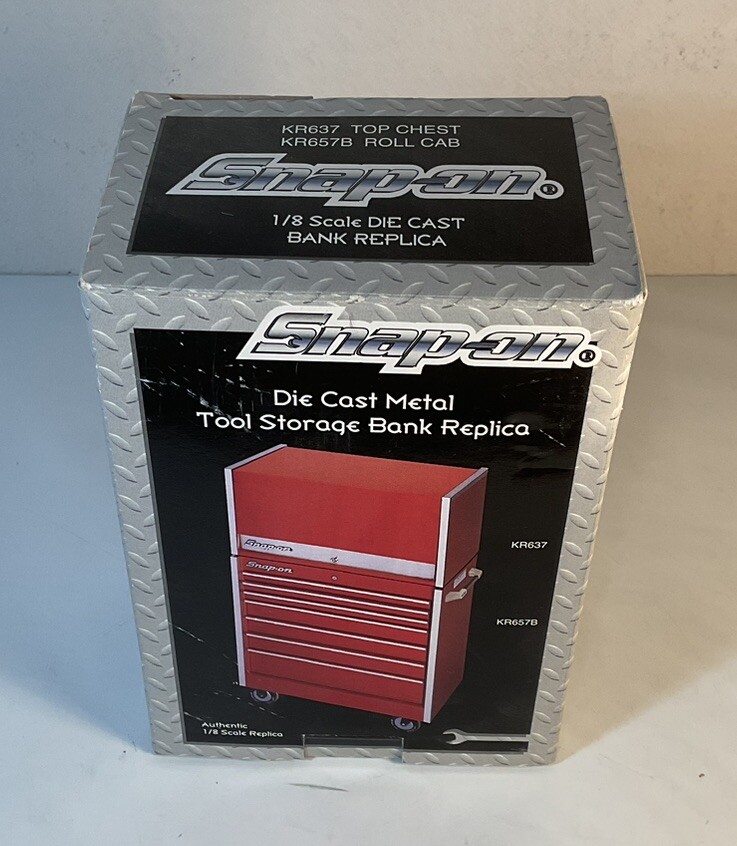 KR637 TOP CHEST
KR657B ROLL CAB
Snap-on®
1/8 Scale DIE CAST
BANK REPLICA
Snap-on®
Die Cast Metal
Tool Storage Bank Replica
Snap-on
Snap-on
KR637
KR657B
Authentic
1/8 Scale Replica